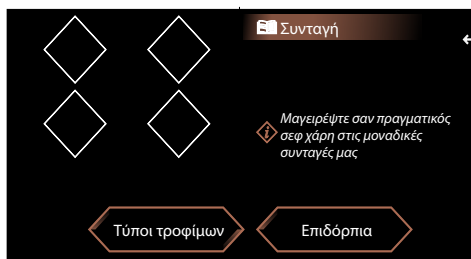 Συνταγή
Μαγειρέψτε σαν πραγματικός
σεφ χάρη στις μοναδικές
συνταγές μας
Τύποι τροφίμων
Επιδόρπια